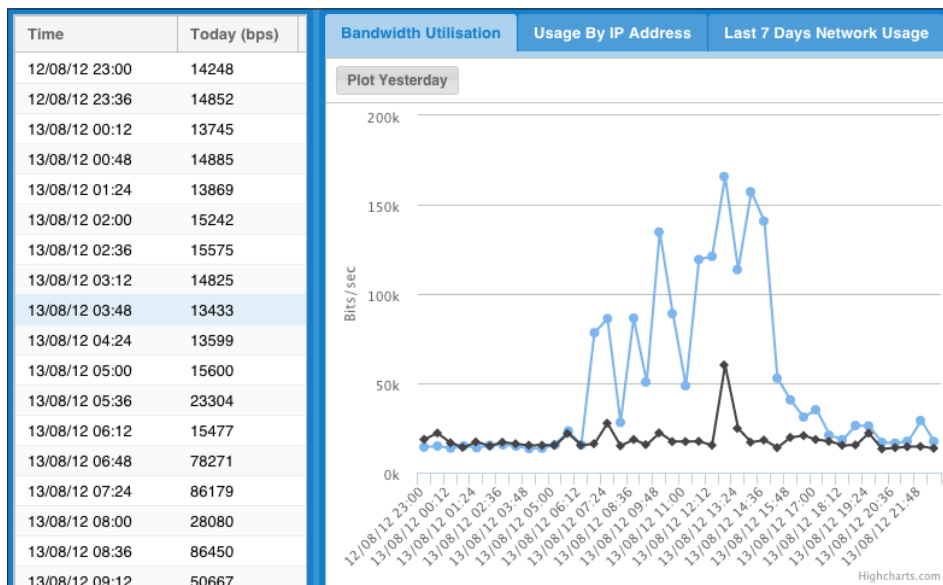 Time Today (bps)
12/08/12 23:00 14248
12/08/12 23:36 14852
13/08/12 00:12 13745
13/08/12 00:48 14885
13/08/12 01:24 13869
13/08/12 02:00 15242
13/08/12 02:36 15575
13/08/12 03:12 14825
13/08/12 03:48 13433
13/08/12 04:24 13599
13/08/12 05:00 15600
13/08/12 05:36 23304
13/08/12 06:12 15477
13/08/12 06:48 78271
13/08/12 07:24 86179
13/08/12 08:00 28080
13/08/12 08:36 86450
13/08/12 09:12 50667
Bandwidth Utilisation Usage By IP Address Last 7 Days Network Usage
Plot Yesterday
200k
150k
100k
50k
0k
Bits/sec
12/08/12 23:00
13/08/12 00:12
13/08/12 01:24
13/08/12 02:36
13/08/12 03:48
13/08/12 05:00
13/08/12 06:12
13/08/12 07:24
13/08/12 08:36
13/08/12 09:48
13/08/12 11:00
13/08/12 12:12
13/08/12 13:24
13/08/12 14:36
13/08/12 15:48
13/08/12 17:00
13/08/12 18:12
13/08/12 19:24
13/08/12 20:36
13/08/12 21:48
Highcharts.com